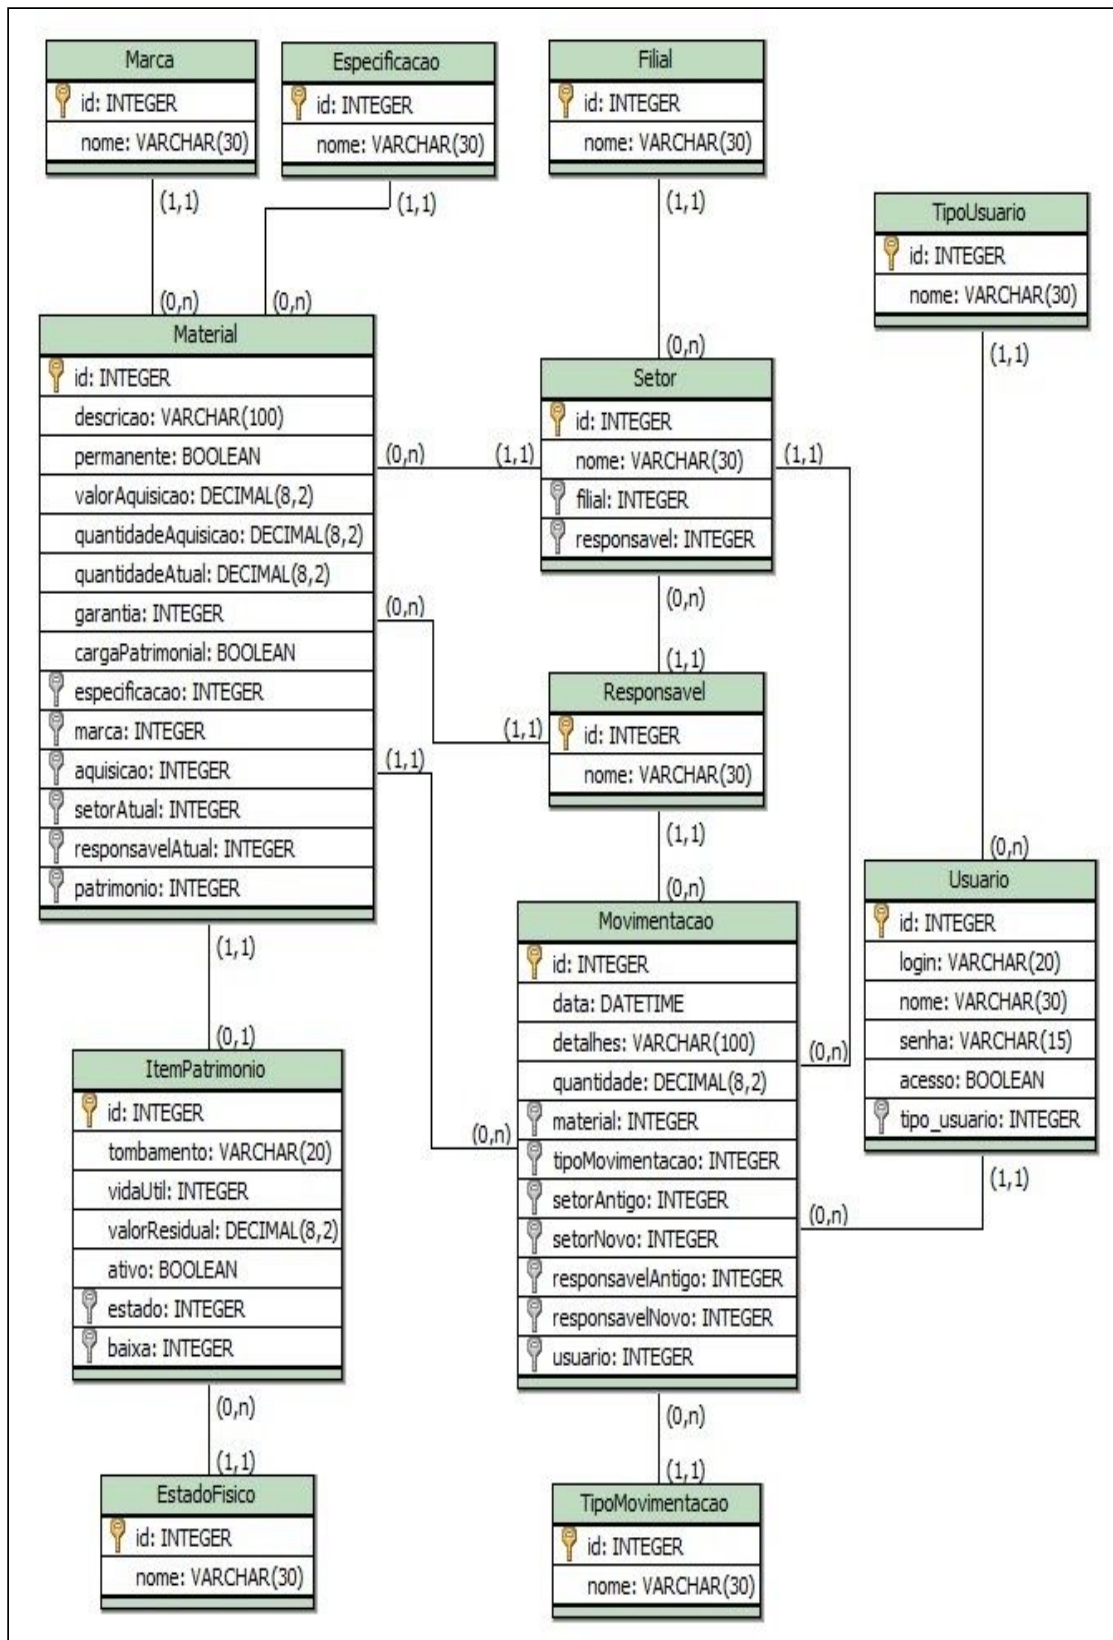 Marca
id: INTEGER
nome: VARCHAR(30)
(1,1)
(0,n)
Especificacao
id: INTEGER
nome: VARCHAR(30)
(1,1)
(0,n)
Filial
id: INTEGER
nome: VARCHAR(30)
(1,1)
(0,n)
TipoUsuario
id: INTEGER
nome: VARCHAR(30)
(1,1)
(0,n)
Material
id: INTEGER
descricao: VARCHAR(100)
permanente: BOOLEAN
valorAquisicao: DECIMAL(8,2)
quantidadeAquisicao: DECIMAL(8,2)
quantidadeAtual: DECIMAL(8,2)
garantia: INTEGER
cargaPatrimonial: BOOLEAN
especificacao: INTEGER
marca: INTEGER
aquisicao: INTEGER
setorAtual: INTEGER
responsavelAtual: INTEGER
patrimonio: INTEGER
(0,n)
(1,1)
(0,n)
(1,1)
(1,1)
(0,n)
(1,1)
(0,1)
Setor
id: INTEGER
nome: VARCHAR(30)
filial: INTEGER
responsavel: INTEGER
(1,1)
(0,n)
(0,n)
(1,1)
Responsavel
id: INTEGER
nome: VARCHAR(30)
(1,1)
(0,n)
Usuario
id: INTEGER
login: VARCHAR(20)
nome: VARCHAR(30)
senha: VARCHAR(15)
acesso: BOOLEAN
tipo_usuario: INTEGER
(1,1)
(0,n)
Movimentacao
id: INTEGER
data: DATETIME
detalhes: VARCHAR(100)
quantidade: DECIMAL(8,2)
material: INTEGER
tipoMovimentacao: INTEGER
setorAntigo: INTEGER
setorNovo: INTEGER
responsavelAntigo: INTEGER
responsavelNovo: INTEGER
usuario: INTEGER
(0,n)
(1,1)
ItemPatrimonio
id: INTEGER
tombamento: VARCHAR(20)
vidaUtil: INTEGER
valorResidual: DECIMAL(8,2)
ativo: BOOLEAN
estado: INTEGER
baixa: INTEGER
(0,n)
(1,1)
EstadoFisico
id: INTEGER
nome: VARCHAR(30)
TipoMovimentacao
id: INTEGER
nome: VARCHAR(30)